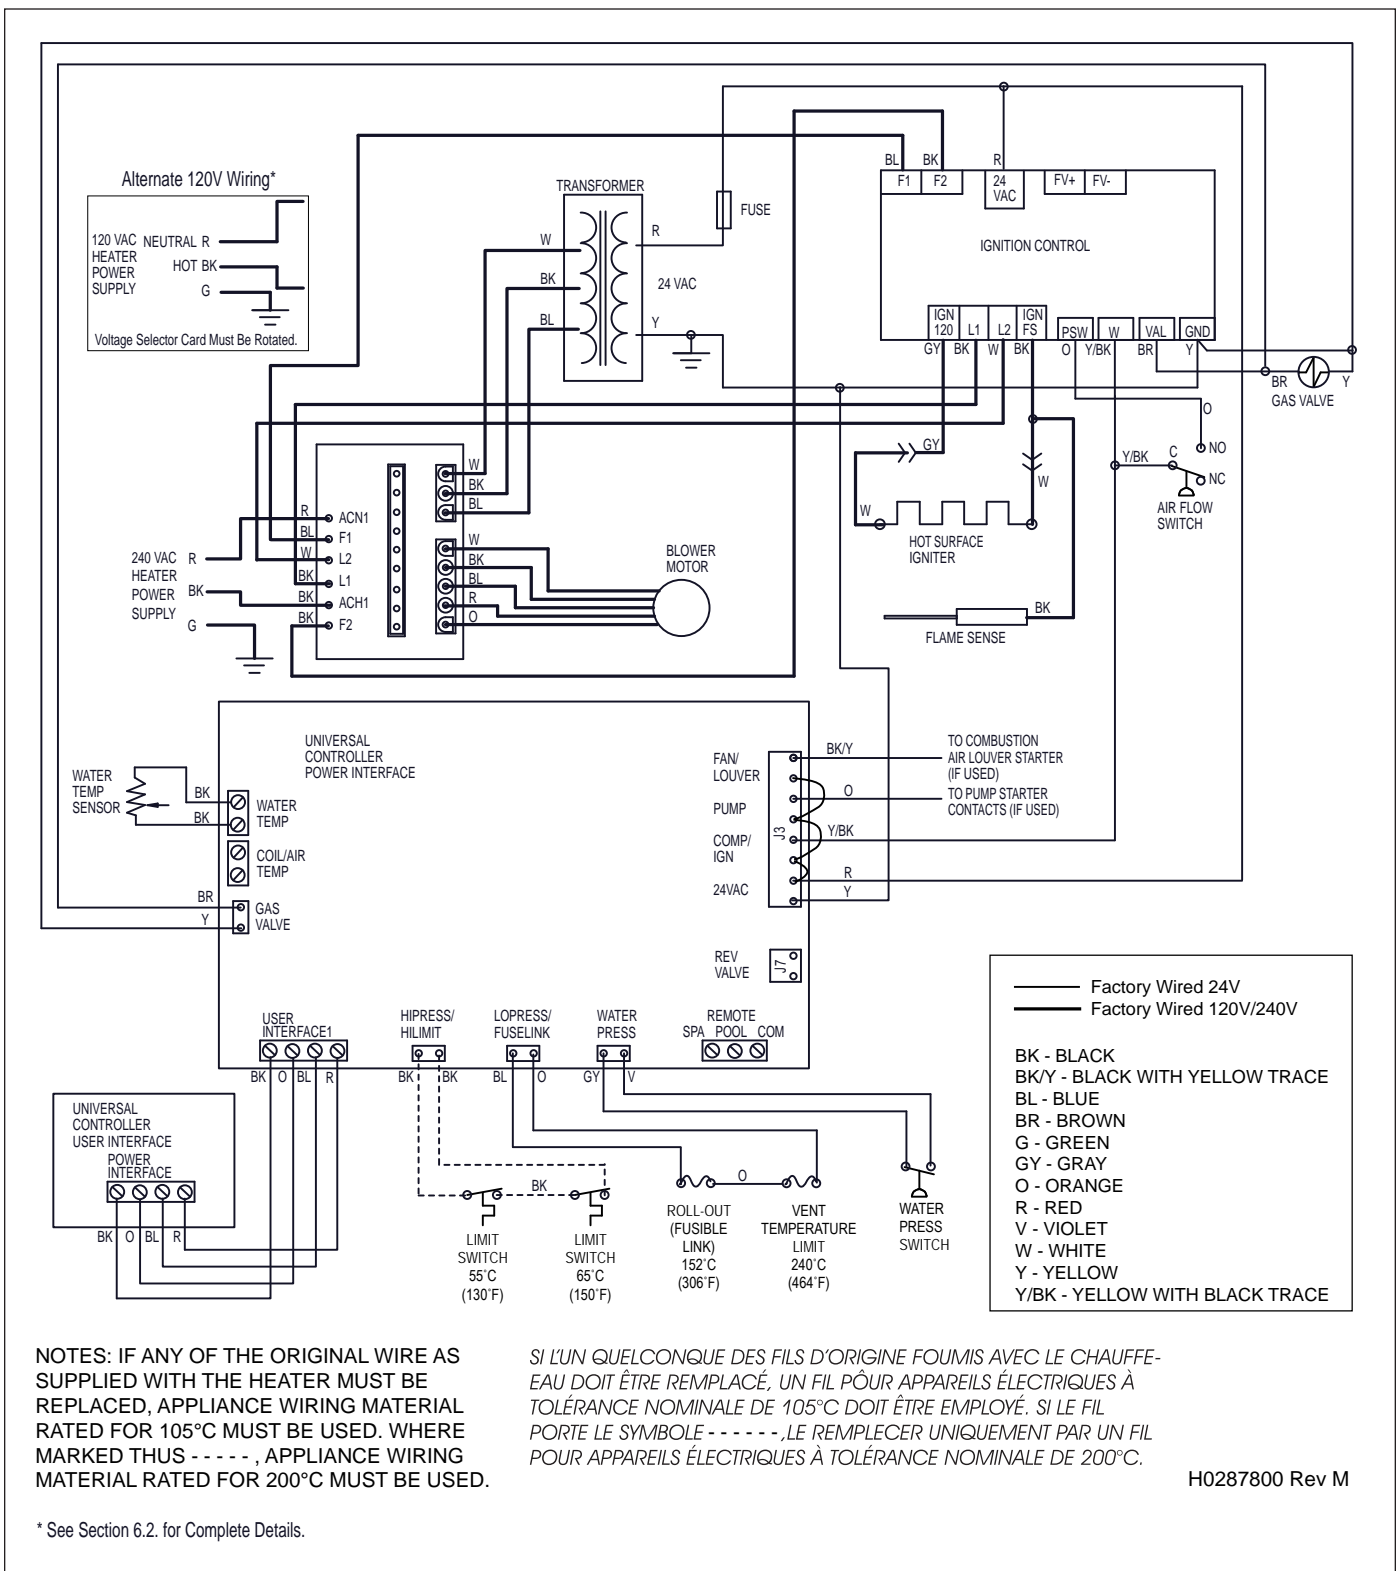 Alternate 120V Wiring*
120 VAC
HEATER
POWER
SUPPLY
NEUTRAL R
HOT BK
G
Voltage Selector Card Must Be Rotated.
TRANSFORMER
W
BK
BL
R
24 VAC
Y
FUSE
BL
BK
R
F1
F2
24
VAC
FV+
FV-
IGNITION CONTROL
IGN
120
L1
L2
IGN
FS
PSW
W
VAL
GND
GY
BK
W
BK
O
Y/BK
BR
Y
BR
Y
GAS VALVE
O
NO
Y/BK
C
NC
AIR FLOW
SWITCH
GY
W
W
HOT SURFACE
IGNITER
BK
FLAME SENSE
W
BK
BL
W
BK
BL
R
O
BLOWER
MOTOR
R
ACN1
BL
F1
W
L2
BK
L1
BK
ACH1
BK
F2
240 VAC
HEATER
POWER
SUPPLY
R
BK
G
UNIVERSAL
CONTROLLER
POWER INTERFACE
WATER
TEMP
SENSOR
BK
BK
WATER
TEMP
COIL/AIR
TEMP
BR
Y
GAS
VALVE
FAN/
LOUVER
PUMP
COMP/
IGN
24VAC
J3
BK/Y
O
Y/BK
R
Y
TO COMBUSTION
AIR LOUVER STARTER
(IF USED)
TO PUMP STARTER
CONTACTS (IF USED)
REV
VALVE
J7
USER
INTERFACE1
HIPRESS/
HILIMIT
LOPRESS/
FUSELINK
WATER
PRESS
REMOTE
SPA POOL COM
BK O BL R
BK
BK
BL
O
GY
V
UNIVERSAL
CONTROLLER
USER INTERFACE
POWER
INTERFACE
BK O BL R
BK
LIMIT
SWITCH
55˚C
(130˚F)
LIMIT
SWITCH
65˚C
(150˚F)
O
ROLL-OUT
(FUSIBLE
LINK)
152˚C
(306˚F)
VENT
TEMPERATURE
LIMIT
240˚C
(464˚F)
WATER
PRESS
SWITCH
Factory Wired 24V
Factory Wired 120V/240V
BK - BLACK
BK/Y - BLACK WITH YELLOW TRACE
BL - BLUE
BR - BROWN
G - GREEN
GY - GRAY
O - ORANGE
R - RED
V - VIOLET
W - WHITE
Y - YELLOW
Y/BK - YELLOW WITH BLACK TRACE
NOTES: IF ANY OF THE ORIGINAL WIRE AS
SUPPLIED WITH THE HEATER MUST BE
REPLACED, APPLIANCE WIRING MATERIAL
RATED FOR 105°C MUST BE USED. WHERE
MARKED THUS - - - - - , APPLIANCE WIRING
MATERIAL RATED FOR 200°C MUST BE USED.
SI L'UN QUELCONQUE DES FILS D'ORIGINE FOUMIS AVEC LE CHAUFFE-
EAU DOIT ÊTRE REMPLACÉ, UN FIL PÔUR APPAREILS ÉLECTRIQUES À
TOLÉRANCE NOMINALE DE 105°C DOIT ÊTRE EMPLOYÉ. SI LE FIL
PORTE LE SYMBOLE - - - - - - ,LE REMPLECER UNIQUEMENT PAR UN FIL
POUR APPAREILS ÉLECTRIQUES À TOLÉRANCE NOMINALE DE 200°C.
H0287800 Rev M
* See Section 6.2. for Complete Details.